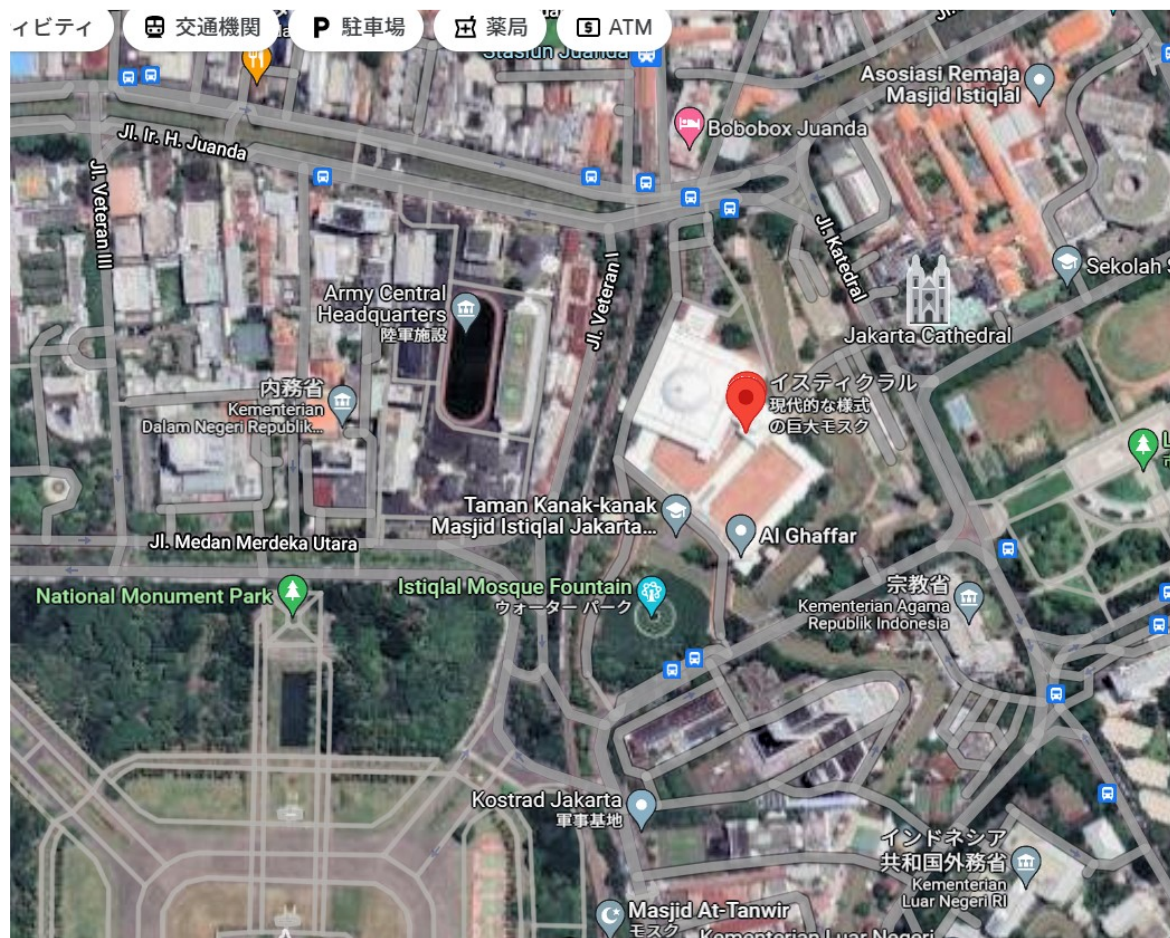 ィビティ
交通機関
P 駐車場
薬局
ATM
Stasiun Juanda
Asosiasi Remaja
Masjid Istiqlal
Bobobox Juanda
Jl. Ir. H. Juanda
Jl. Veteran III
Jl. Veteran I
Jl. Katedral
Sekolah
Army Central
Headquarters
陸軍施設
Jakarta Cathedral
内務省
Kementerian
Dalam Negeri Republik...
イスティクラル
現代的な様式
の巨大モスク
Taman Kanak-kanak
Masjid Istiqlal Jakarta...
Al Ghaffar
Jl. Medan Merdeka Utara
National Monument Park
Istiqlal Mosque Fountain
ウォーター パーク
宗教省
Kementerian Agama
Republik Indonesia
Kostrad Jakarta
軍事基地
インドネシア
共和国外務省
Kementerian
Luar Negeri RI
Masjid At-Tanwir
モスク
Kementerian Luar Negeri